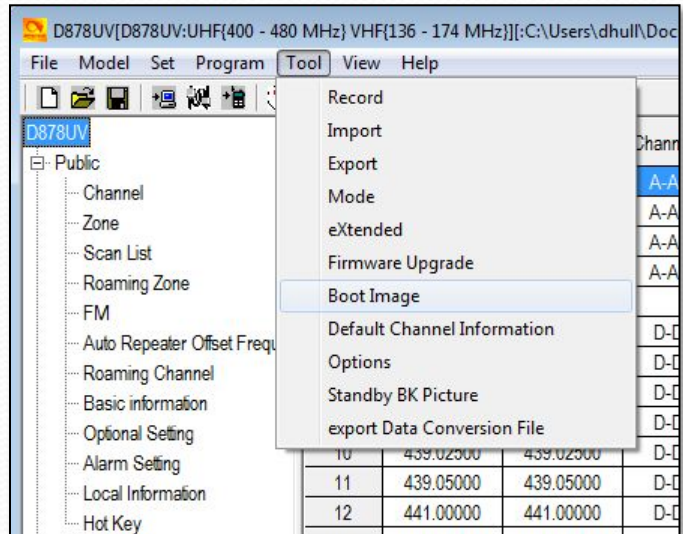 D878UV[D878UV:UHF{400 - 480 MHz} VHF{136 - 174 MHz}][:C:\Users\dhull\Doc
File Model Set Program Tool View Help
Record
Import
Export
Mode
eXtended
Firmware Upgrade
Boot Image
Default Channel Information
Options
Standby BK Picture
export Data Conversion File
D878UV
Public
Channel
Zone
Scan List
Roaming Zone
FM
Auto Repeater Offset Frequ
Roaming Channel
Basic information
Optional Setting
Alarm Setting
Local Information
Hot Key
Chann
A-A
A-A
A-A
A-A
D-D
D-D
D-D
D-D
10 439.02500 439.02500 D-D
11 439.05000 439.05000 D-D
12 441.00000 441.00000 D-D